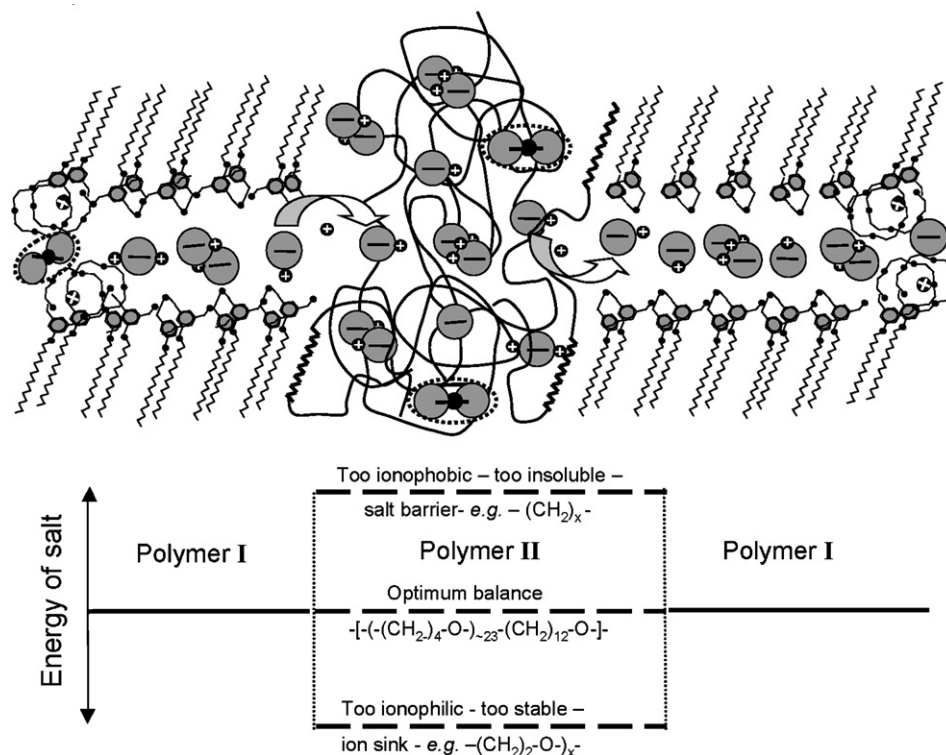 Too ionophobic – too insoluble –
salt barrier- e.g. – (CH₂)ₓ-
Energy of salt
Polymer I
Polymer II
Polymer I
Optimum balance
-[-(-(CH₂-)₄-O-)~₂₃-(CH₂)₁₂-O-]-
Too ionophilic - too stable –
ion sink - e.g. –(CH₂)₂-O-)ₓ-